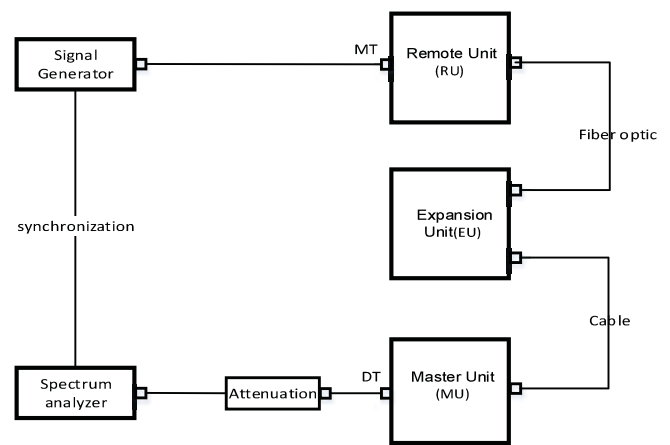 Signal
Generator
MT
Remote Unit
(RU)
Fiber optic
synchronization
Expansion
Unit(EU)
Cable
Spectrum
analyzer
Attenuation
DT
Master Unit
(MU)